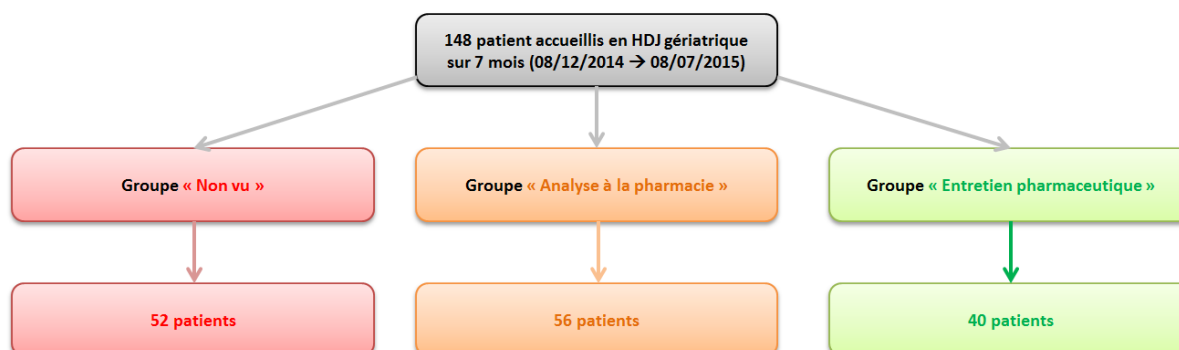 148 patient accueillis en HDJ gériatrique
sur 7 mois (08/12/2014 → 08/07/2015)
Groupe « Non vu »
Groupe « Analyse à la pharmacie »
Groupe « Entretien pharmaceutique »
52 patients
56 patients
40 patients